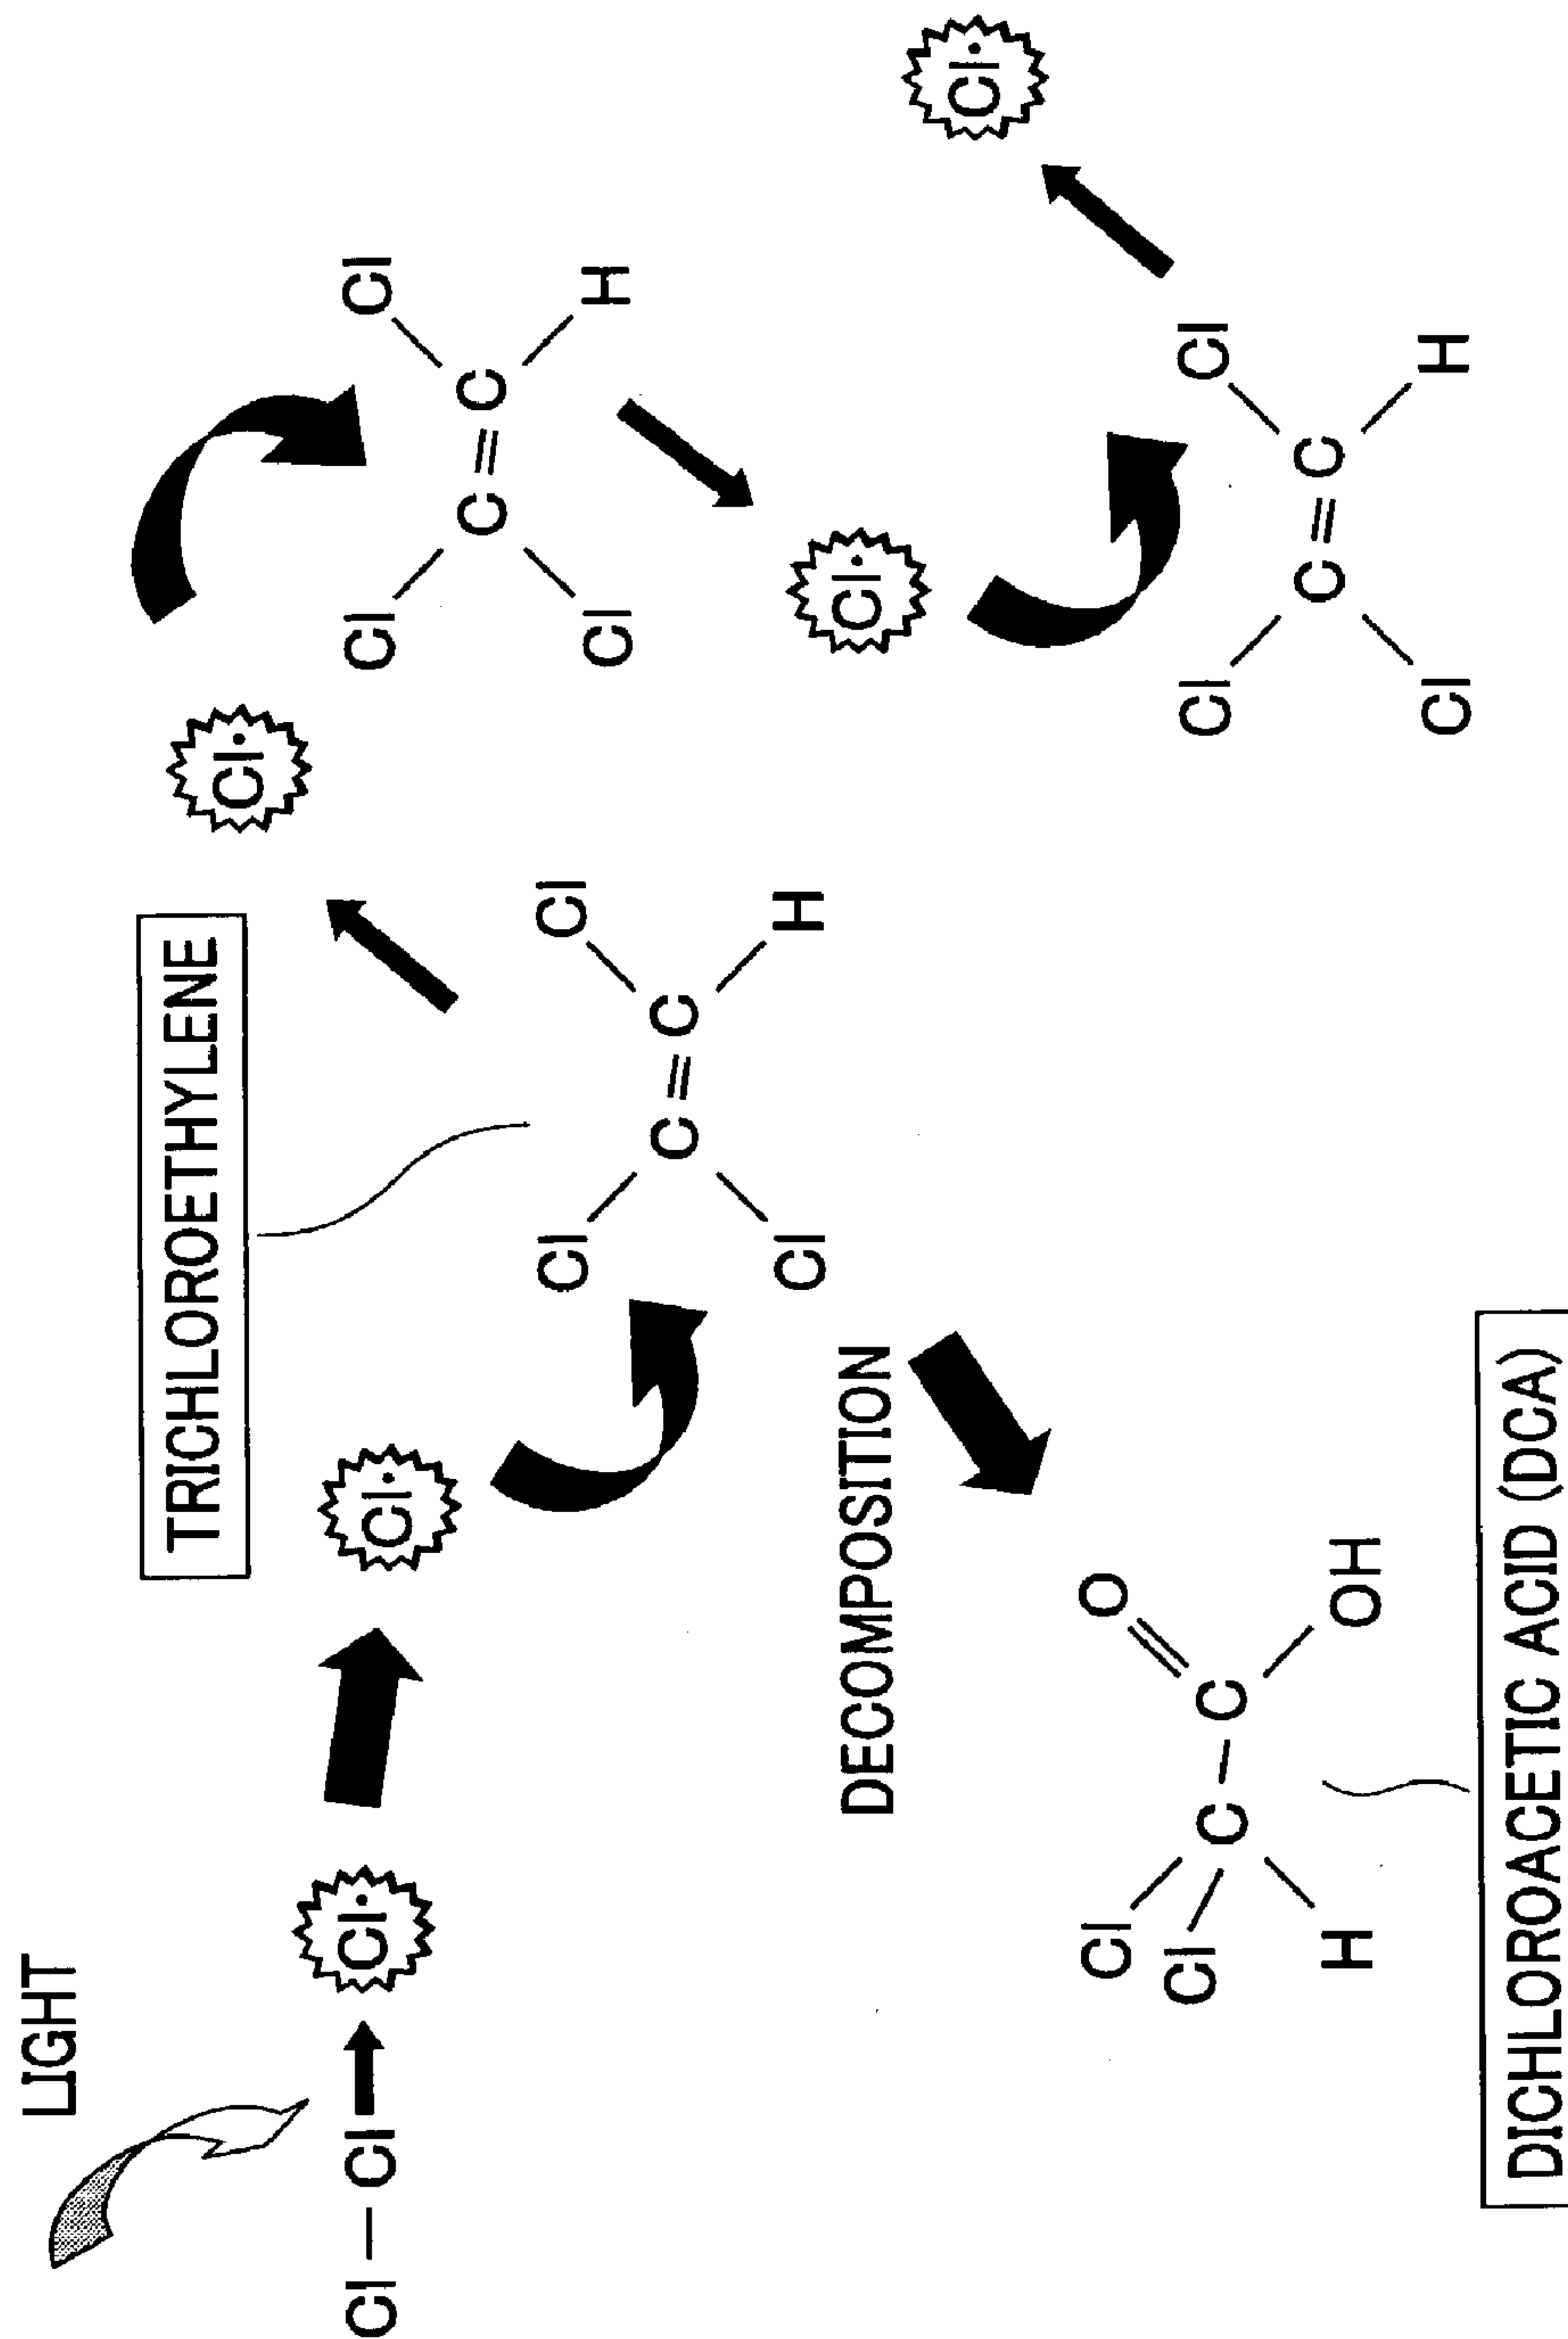 LIGHT
TRICHLOROETHYLENE
Cl — Cl
Cl•
Cl•
Cl Cl
C=C
Cl H
Cl•
Cl Cl
C=C
Cl H
Cl•
Cl Cl
C=C
Cl H
Cl•
DECOMPOSITION
Cl O
Cl
C-C
H OH
DICHLOROACETIC ACID (DCA)